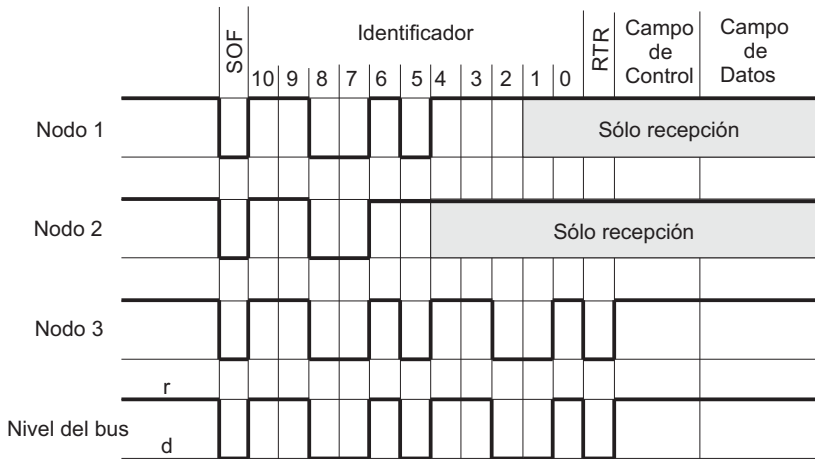 SOF
Identificador
RTR
Campo de Control
Campo de Datos
10 9 8 7 6 5 4 3 2 1 0
Nodo 1
Sólo recepción
Nodo 2
Sólo recepción
Nodo 3
r
Nivel del bus
d